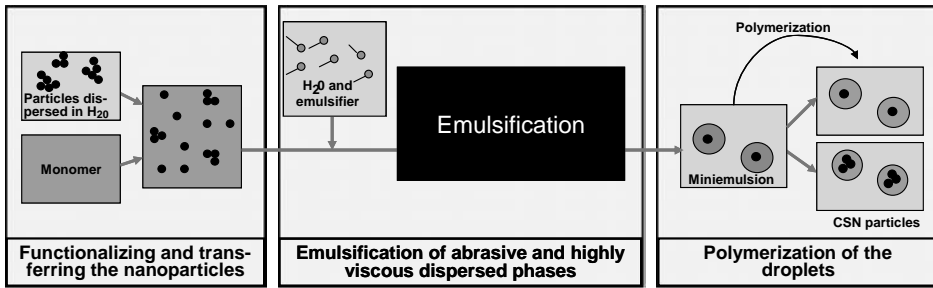 Particles dis-
persed in H20
Monomer
Functionalizing and trans-
ferring the nanoparticles
H20 and
emulsifier
Emulsification
Emulsification of abrasive and highly
viscous dispersed phases
Polymerization
Miniemulsion
CSN particles
Polymerization of the
droplets